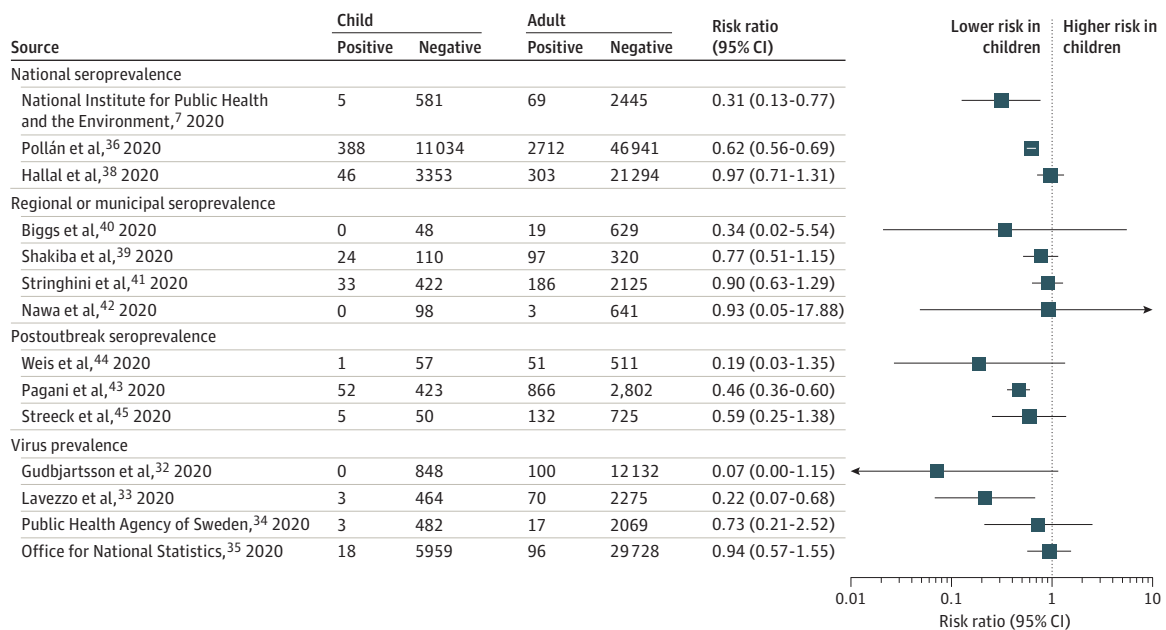 Child Adult Risk ratio Lower risk in Higher risk in
Source Positive Negative Positive Negative (95% CI) children children
National seroprevalence
National Institute for Public Health 5 581 69 2445 0.31 (0.13-0.77)
and the Environment,7 2020
Pollán et al,36 2020 388 11034 2712 46941 0.62 (0.56-0.69)
Hallal et al,38 2020 46 3353 303 21294 0.97 (0.71-1.31)
Regional or municipal seroprevalence
Biggs et al,40 2020 0 48 19 629 0.34 (0.02-5.54)
Shakiba et al,39 2020 24 110 97 320 0.77 (0.51-1.15)
Stringhini et al,41 2020 33 422 186 2125 0.90 (0.63-1.29)
Nawa et al,42 2020 0 98 3 641 0.93 (0.05-17.88)
Postoutbreak seroprevalence
Weis et al,44 2020 1 57 51 511 0.19 (0.03-1.35)
Pagani et al,43 2020 52 423 866 2,802 0.46 (0.36-0.60)
Streeck et al,45 2020 5 50 132 725 0.59 (0.25-1.38)
Virus prevalence
Gudbjartsson et al,32 2020 0 848 100 12132 0.07 (0.00-1.15)
Lavezzo et al,33 2020 3 464 70 2275 0.22 (0.07-0.68)
Public Health Agency of Sweden,34 2020 3 482 17 2069 0.73 (0.21-2.52)
Office for National Statistics,35 2020 18 5959 96 29728 0.94 (0.57-1.55)
0.01 0.1 1 10
Risk ratio (95% CI)